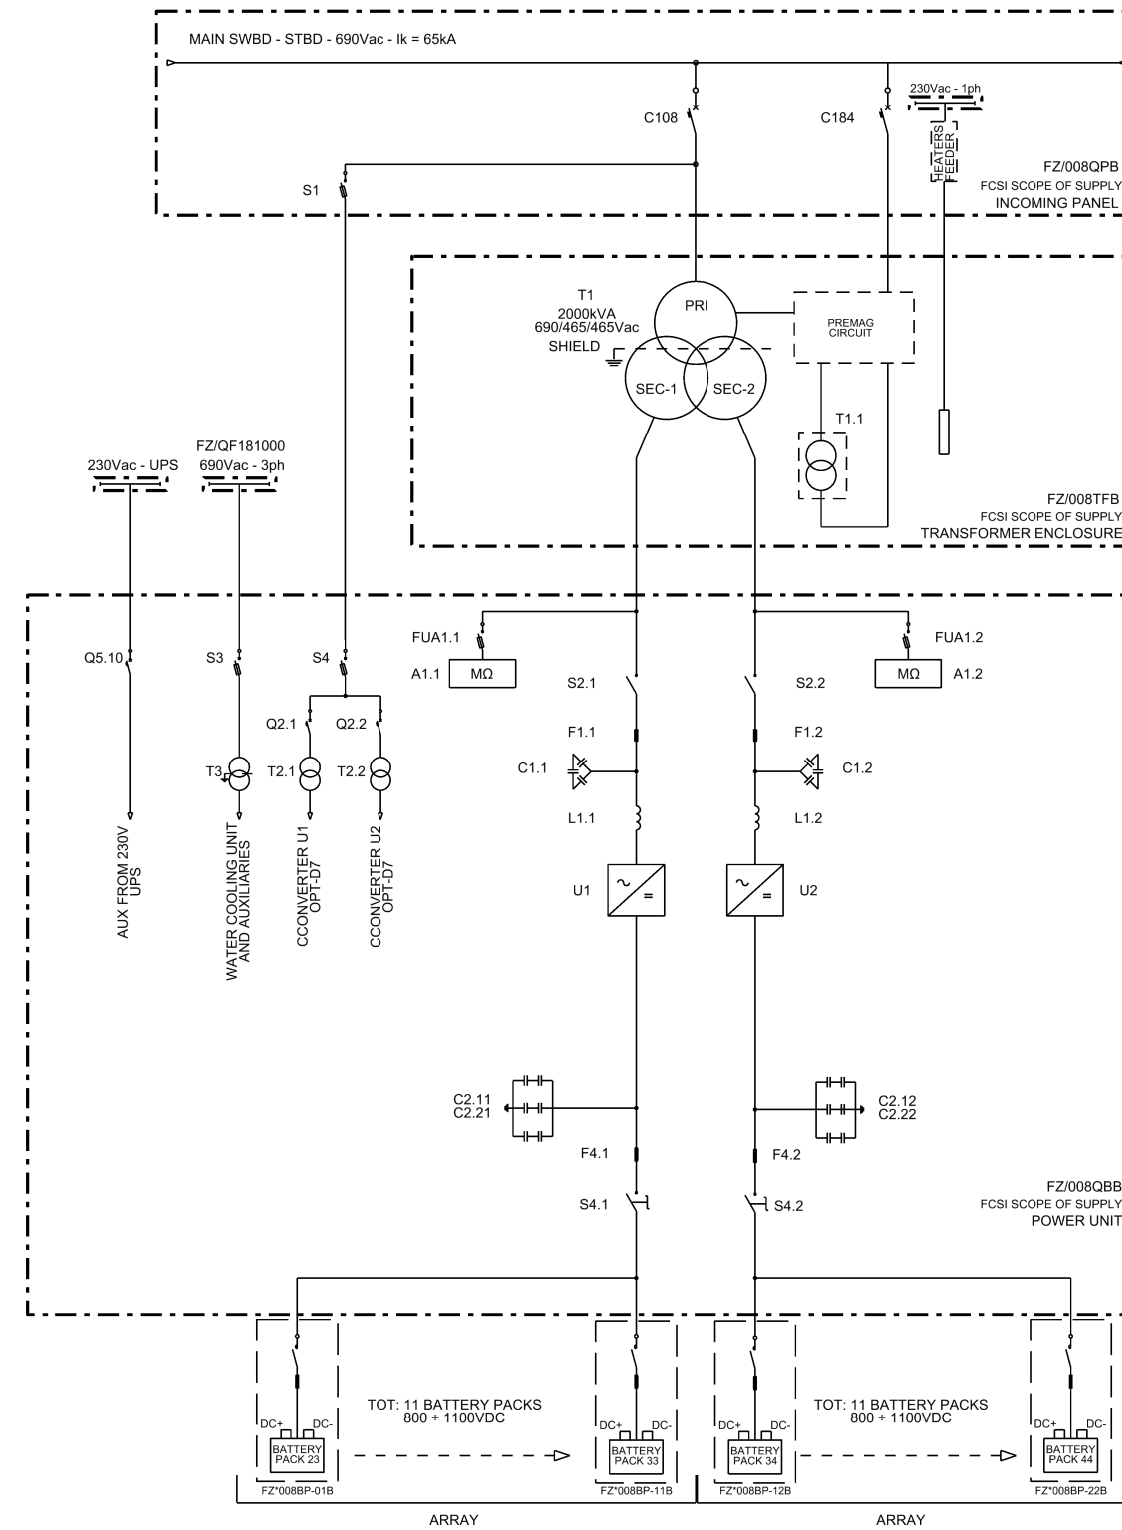 MAIN SWBD - STBD - 690Vac - Ik = 65kA
230Vac - 1ph
C108
C184
HEATERS
FEEDER
FZ/008QPB
FCSI SCOPE OF SUPPLY
INCOMING PANEL
S1
T1
2000kVA
690/465/465Vac
SHIELD
PRI
SEC-1
SEC-2
PREMAG
CIRCUIT
T1.1
FZ/008TFB
FCSI SCOPE OF SUPPLY
TRANSFORMER ENCLOSURE
230Vac - UPS
FZ/QF181000
690Vac - 3ph
Q5.10
S3
S4
FUA1.1
A1.1
MΩ
FUA1.2
A1.2
MΩ
S2.1
S2.2
Q2.1
Q2.2
F1.1
F1.2
T3
T2.1
T2.2
C1.1
C1.2
L1.1
L1.2
AUX FROM 230V
UPS
WATER COOLING UNIT
AND AUXILIARIES
CCONVERTER U1
OPT-D7
CCONVERTER U2
OPT-D7
U1
~
=
U2
~
=
C2.11
C2.21
C2.12
C2.22
F4.1
F4.2
S4.1
S4.2
FZ/008QBB
FCSI SCOPE OF SUPPLY
POWER UNIT
TOT: 11 BATTERY PACKS
800 ÷ 1100VDC
TOT: 11 BATTERY PACKS
800 ÷ 1100VDC
DC+ DC-
BATTERY
PACK 23
FZ*008BP-01B
DC+ DC-
BATTERY
PACK 33
FZ*008BP-11B
DC+ DC-
BATTERY
PACK 34
FZ*008BP-12B
DC+ DC-
BATTERY
PACK 44
FZ*008BP-22B
ARRAY
ARRAY